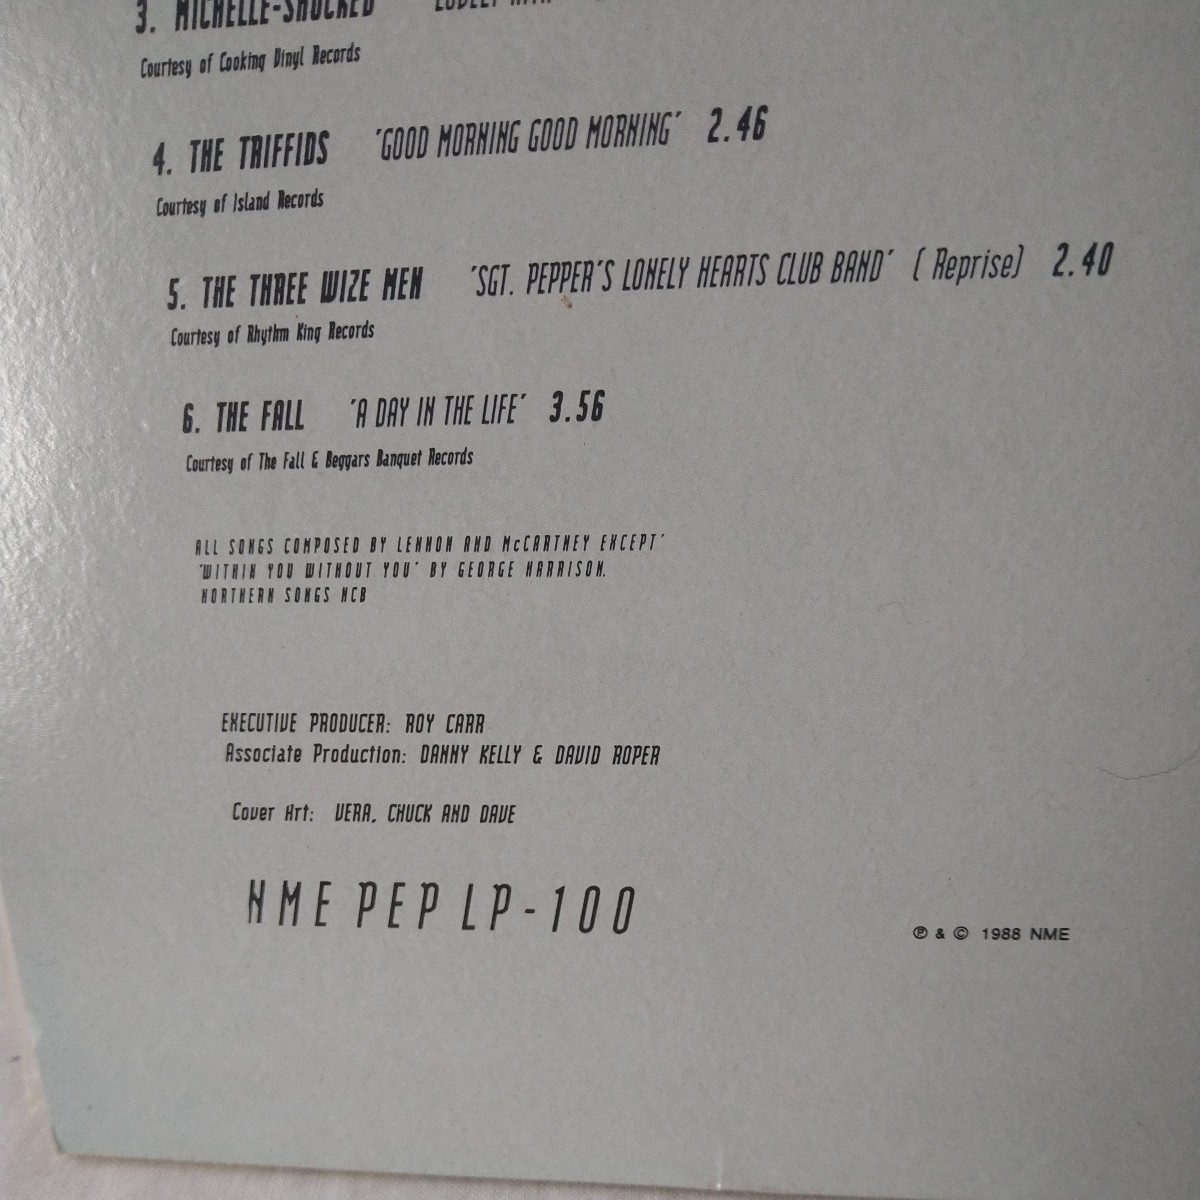 3. MICHELLE-SHOCKED
Courtesy of Cooking Vinyl Records
4. THE TRIFFIDS 'GOOD MORNING GOOD MORNING' 2.46
Courtesy of Island Records
5. THE THREE WIZE MEN 'SGT. PEPPER'S LONELY HEARTS CLUB BAND' ( Reprise) 2.40
Courtesy of Rhythm King Records
6. THE FALL 'A DAY IN THE LIFE' 3.56
Courtesy of The Fall & Beggars Banquet Records
ALL SONGS COMPOSED BY LENNON AND McCARTNEY EXCEPT'
'WITHIN YOU WITHOUT YOU' BY GEORGE HARRISON.
NORTHERN SONGS NCB
EXECUTIVE PRODUCER: ROY CARR
Associate Production: DANNY KELLY & DAVID ROPER
Cover Art: VERA, CHUCK AND DAVE
NME PEP LP-100
℗ & © 1988 NME